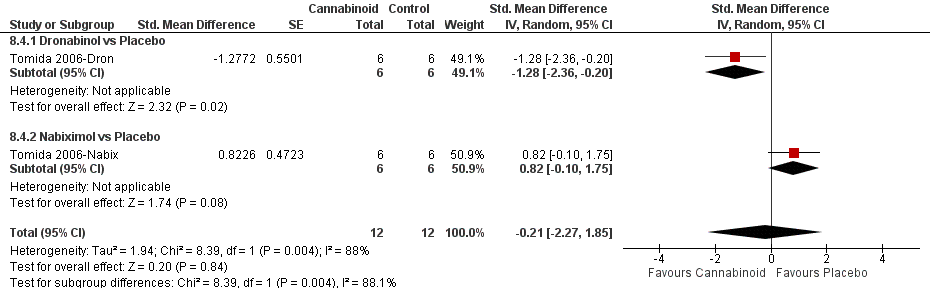 Cannabinoid Control Std. Mean Difference Std. Mean Difference
Study or Subgroup Std. Mean Difference SE Total Total Weight IV, Random, 95% CI IV, Random, 95% CI
8.4.1 Dronabinol vs Placebo
Tomida 2006-Dron -1.2772 0.5501 6 6 49.1% -1.28 [-2.36, -0.20]
Subtotal (95% CI) 6 6 49.1% -1.28 [-2.36, -0.20]
Heterogeneity: Not applicable
Test for overall effect: Z = 2.32 (P = 0.02)
8.4.2 Nabiximol vs Placebo
Tomida 2006-Nabix 0.8226 0.4723 6 6 50.9% 0.82 [-0.10, 1.75]
Subtotal (95% CI) 6 6 50.9% 0.82 [-0.10, 1.75]
Heterogeneity: Not applicable
Test for overall effect: Z = 1.74 (P = 0.08)
Total (95% CI) 12 12 100.0% -0.21 [-2.27, 1.85]
Heterogeneity: Tau² = 1.94; Chi² = 8.39, df = 1 (P = 0.004); I² = 88%
Test for overall effect: Z = 0.20 (P = 0.84)
Test for subgroup differences: Chi² = 8.39, df = 1 (P = 0.004), I² = 88.1%
-4 -2 0 2 4
Favours Cannabinoid Favours Placebo